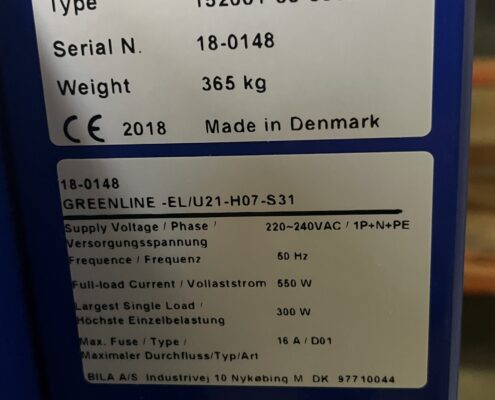 Type
Serial N. 18-0148
Weight 365 kg
CE 2018 Made in Denmark
18-0148
GREENLINE -EL/U21-H07-S31
Supply Voltage / Phase / 220~240VAC / 1P+N+PE
Versorgungsspannung
Frequence / Frequenz 50 Hz
Full-load Current / Vollaststrom 550 W
Largest Single Load / 300 W
Höchste Einzelbelastung
Max. Fuse / Type / 16 A / D01
Maximaler Durchfluss/Typ/Art
BILA A/S Industrivej 10 Nykøbing M DK 97710044